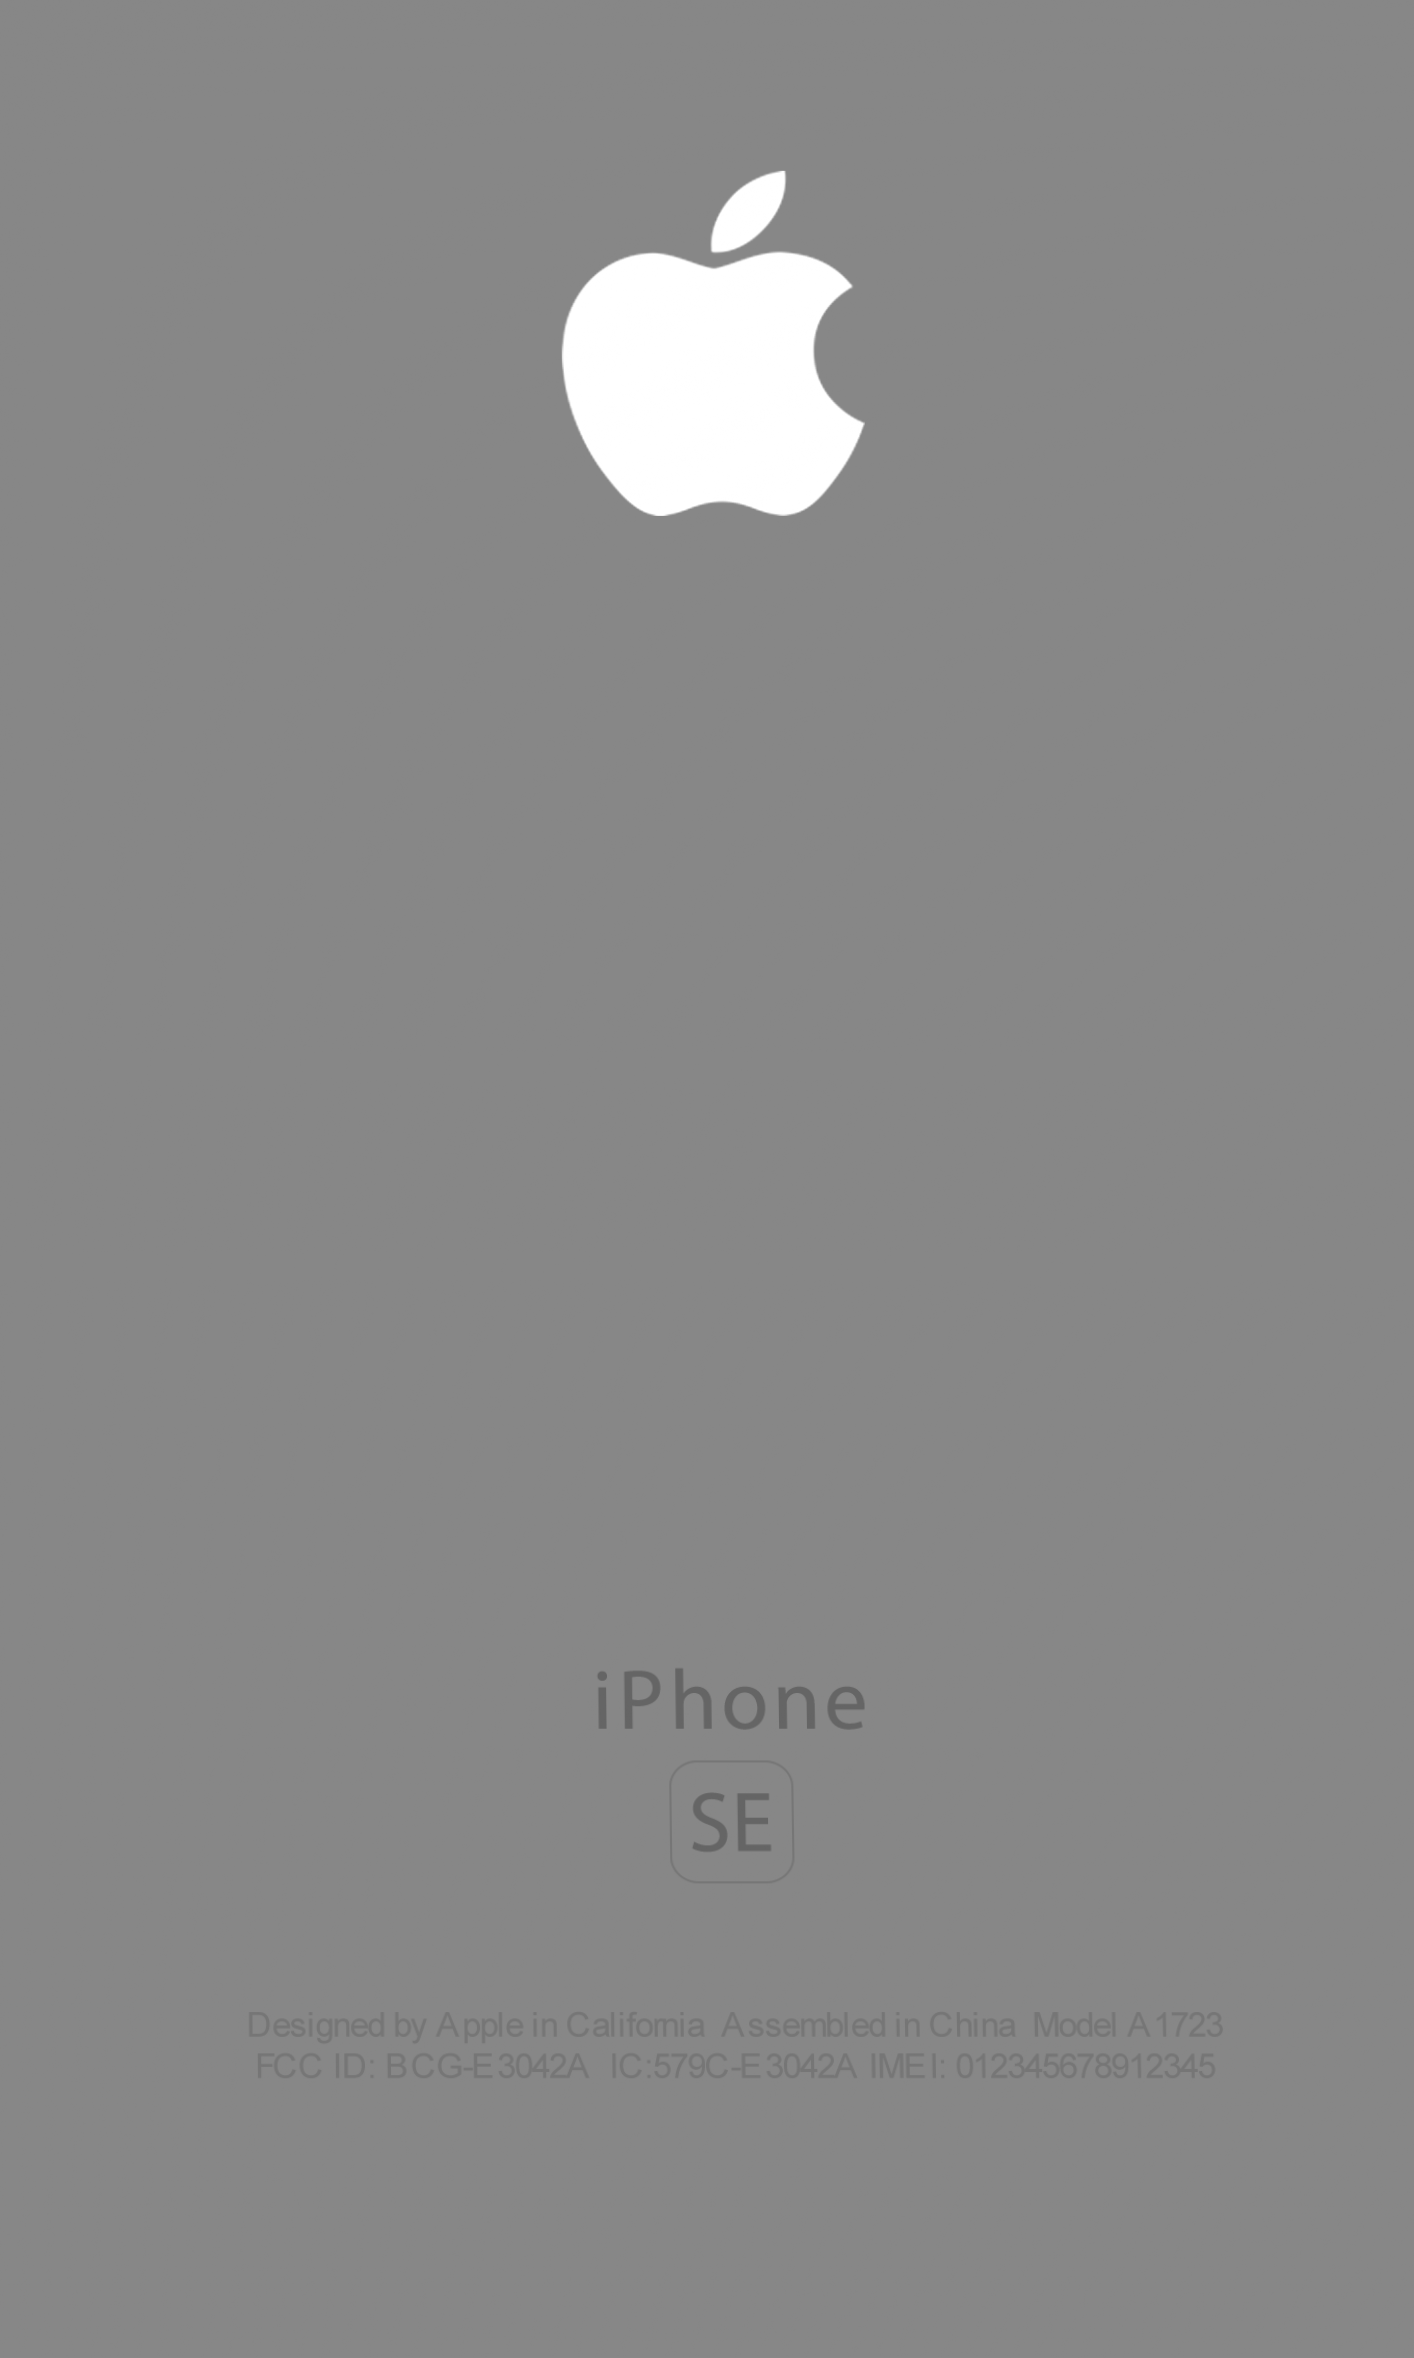 iPhone
SE
Designed by Apple in California Assembled in China Model A1723
FCC ID: BCG-E3042A IC:579C-E3042A IMEI: 012345678912345